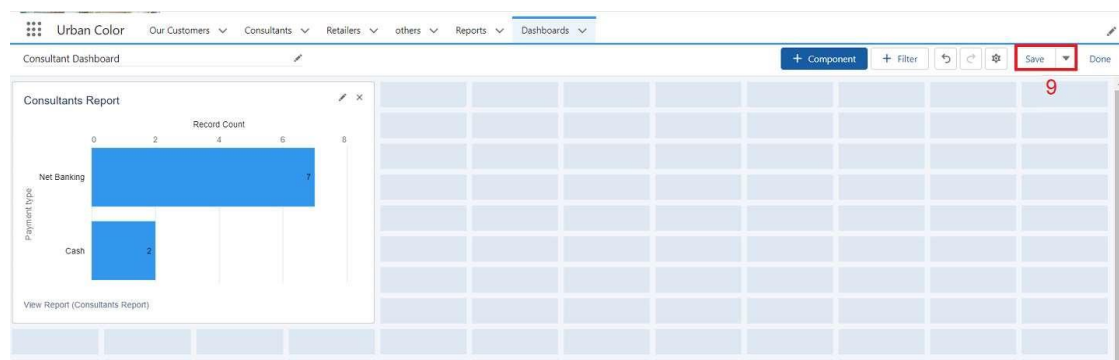 Urban Color Our Customers Consultants Retailers others Reports Dashboards
Consultant Dashboard + Component + Filter Save Done
9
Consultants Report
Record Count
0 2 4 6 8
Payment type
Net Banking 7
Cash 2
View Report (Consultants Report)